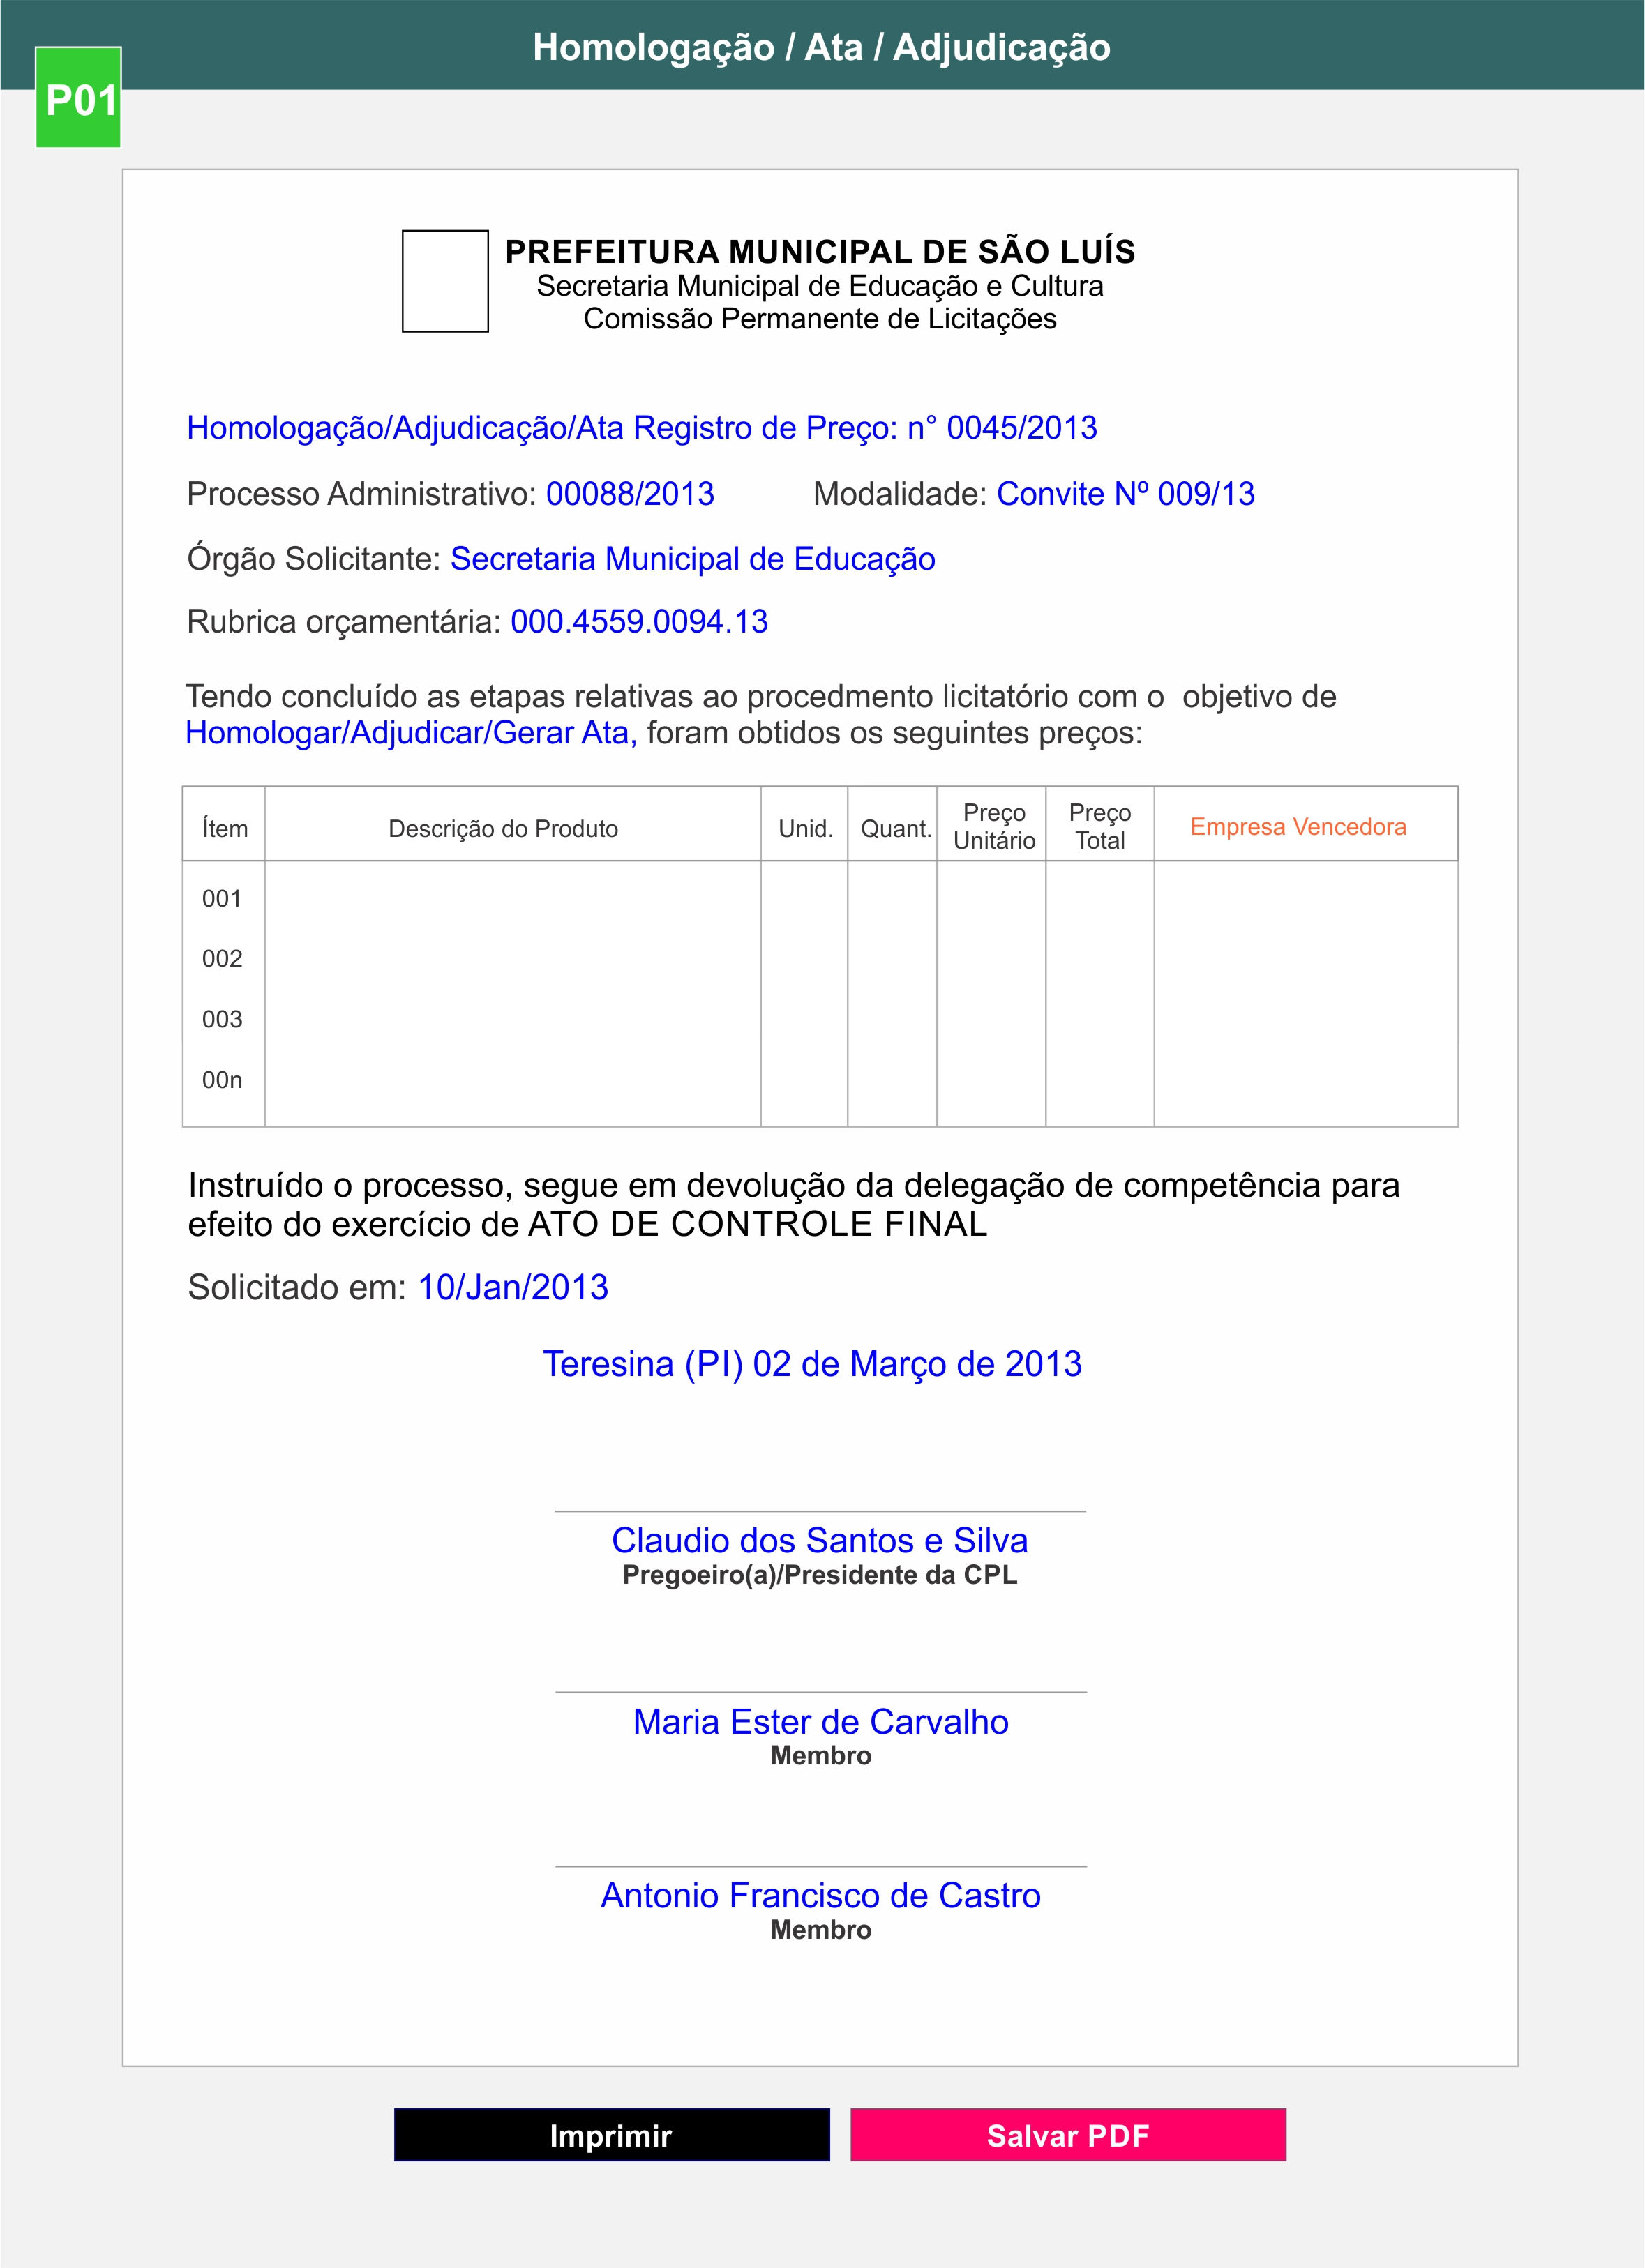 Homologação / Ata / Adjudicação
P01
PREFEITURA MUNICIPAL DE SÃO LUÍS
Secretaria Municipal de Educação e Cultura
Comissão Permanente de Licitações
Homologação/Adjudicação/Ata Registro de Preço: n° 0045/2013
Processo Administrativo: 00088/2013 Modalidade: Convite Nº 009/13
Órgão Solicitante: Secretaria Municipal de Educação
Rubrica orçamentária: 000.4559.0094.13
Tendo concluído as etapas relativas ao procedmento licitatório com o objetivo de
Homologar/Adjudicar/Gerar Ata, foram obtidos os seguintes preços:
Ítem Descrição do Produto Unid. Quant. Preço Unitário Preço Total Empresa Vencedora
001
002
003
00n
Instruído o processo, segue em devolução da delegação de competência para
efeito do exercício de ATO DE CONTROLE FINAL
Solicitado em: 10/Jan/2013
Teresina (PI) 02 de Março de 2013
Claudio dos Santos e Silva
Pregoeiro(a)/Presidente da CPL
Maria Ester de Carvalho
Membro
Antonio Francisco de Castro
Membro
Imprimir Salvar PDF